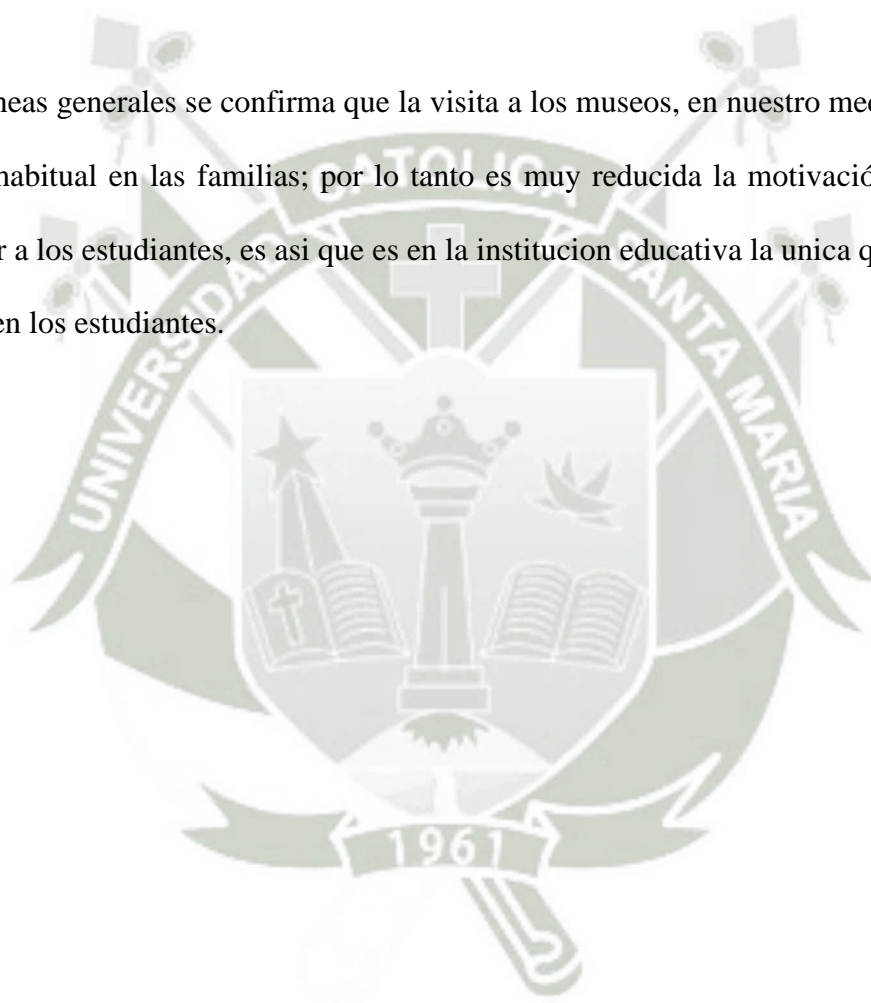 neas generales se confirma que la visita a los museos, en nuestro
habitual en las familias; por lo tanto es muy reducida la
r a los estudiantes, es asi que es en la institucion educativa la unica
en los estudiantes.
UNIVERSIDAD CATOLICA SANTA MARIA
1961